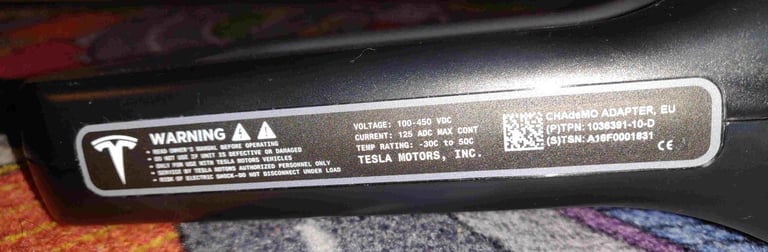 WARNING
• READ OWNER'S MANUAL BEFORE OPERATING
• DO NOT USE IF UNIT IS DEFECTIVE OR DAMAGED
• ONLY FOR USE WITH TESLA MOTORS VEHICLES
• SERVICE BY TESLA MOTORS AUTHORIZED PERSONNEL ONLY
• RISK OF ELECTRIC SHOCK-DO NOT DISCONNECT UNDER LOAD
VOLTAGE: 100-450 VDC
CURRENT: 125 ADC MAX CONT
TEMP RATING: -30C to 50C
TESLA MOTORS, INC.
CHAdeMO ADAPTER, EU
(P)TPN: 1036391-10-D
(S)TSN: A16F0001831
CE